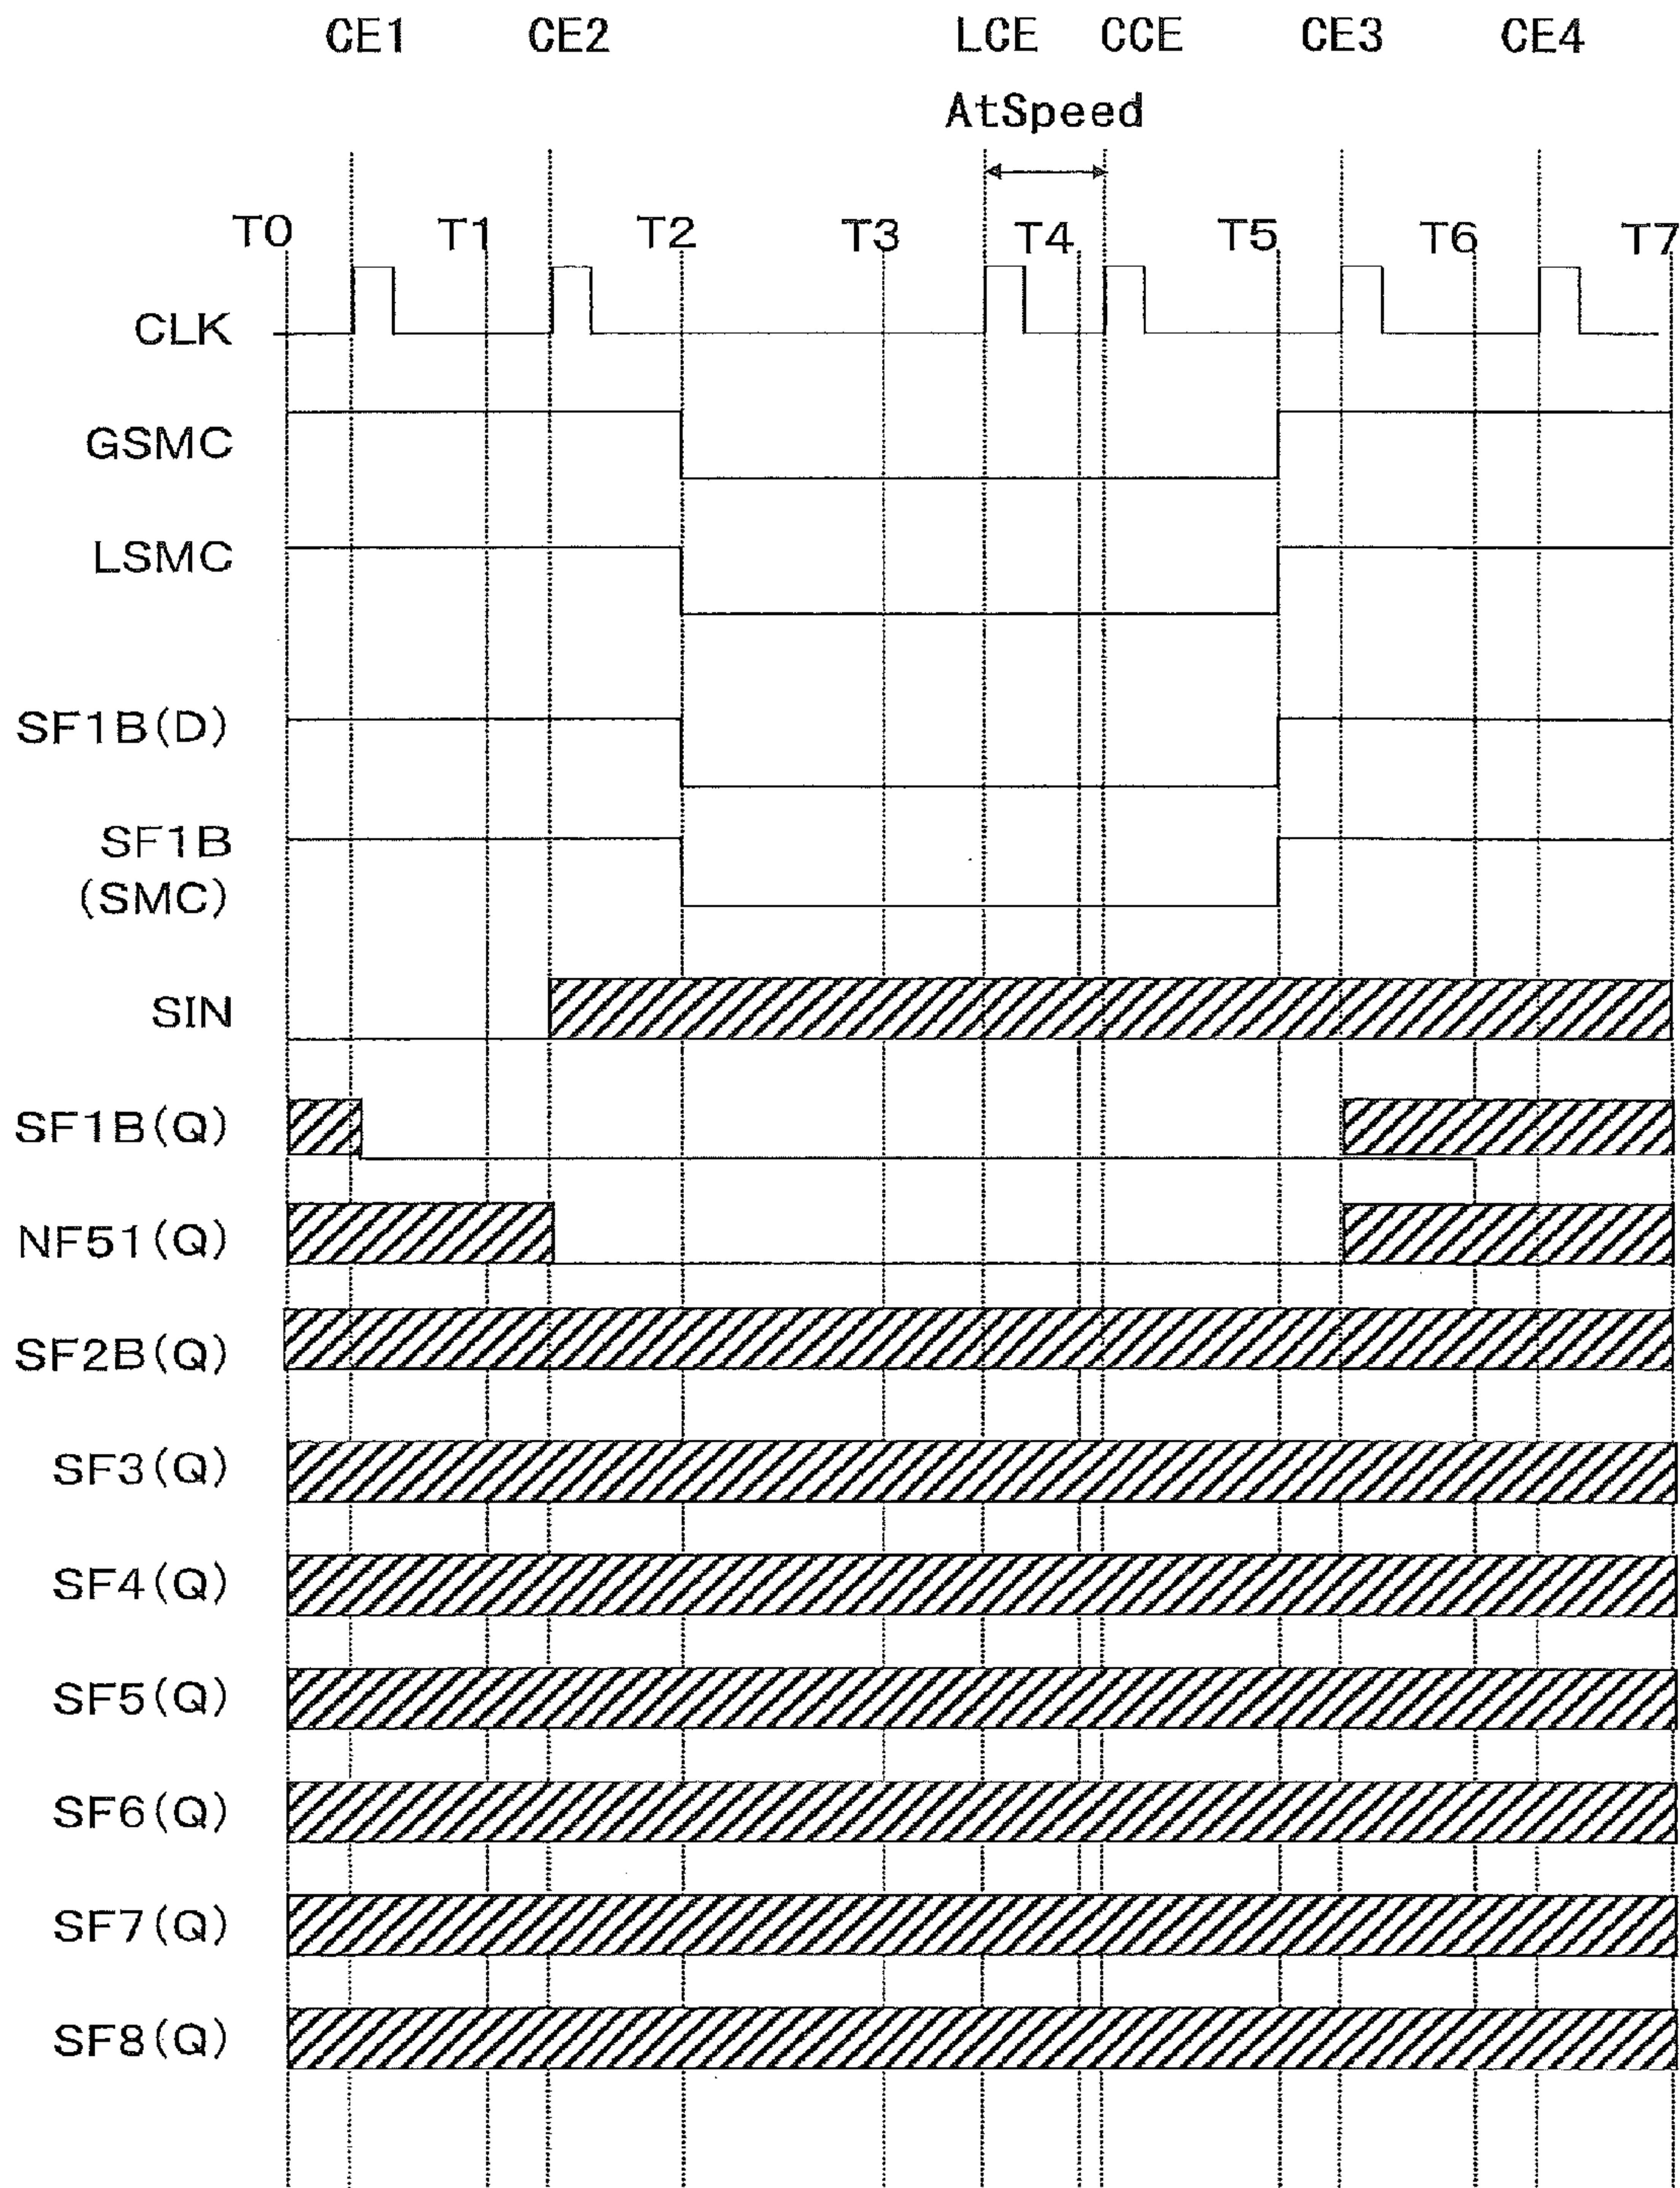 CE1 CE2 LCE CCE CE3 CE4
AtSpeed
T0 T1 T2 T3 T4 T5 T6 T7
CLK
GSMC
LSMC
SF1B(D)
SF1B
(SMC)
SIN
SF1B(Q)
NF51(Q)
SF2B(Q)
SF3(Q)
SF4(Q)
SF5(Q)
SF6(Q)
SF7(Q)
SF8(Q)